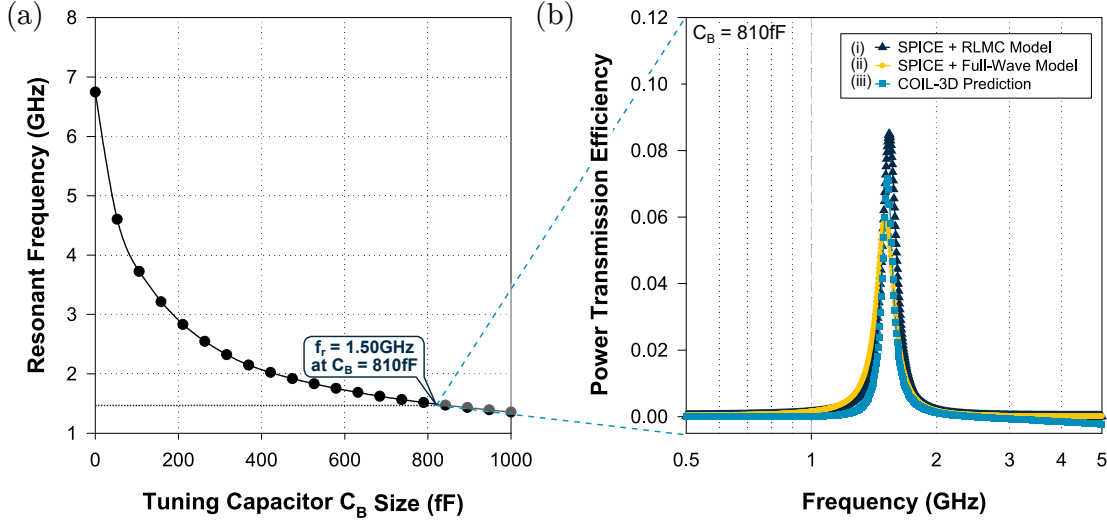 (a)
8
7
6
5
4
3
2
1
Resonant Frequency (GHz)
f_r = 1.50GHz
at C_B = 810fF
0 200 400 600 800 1000
Tuning Capacitor C_B Size (fF)
(b)
0.12
0.10
0.08
0.06
0.04
0.02
0.00
Power Transmission Efficiency
C_B = 810fF
(i) SPICE + RLMC Model
(ii) SPICE + Full-Wave Model
(iii) COIL-3D Prediction
0.5 1 2 3 4 5
Frequency (GHz)